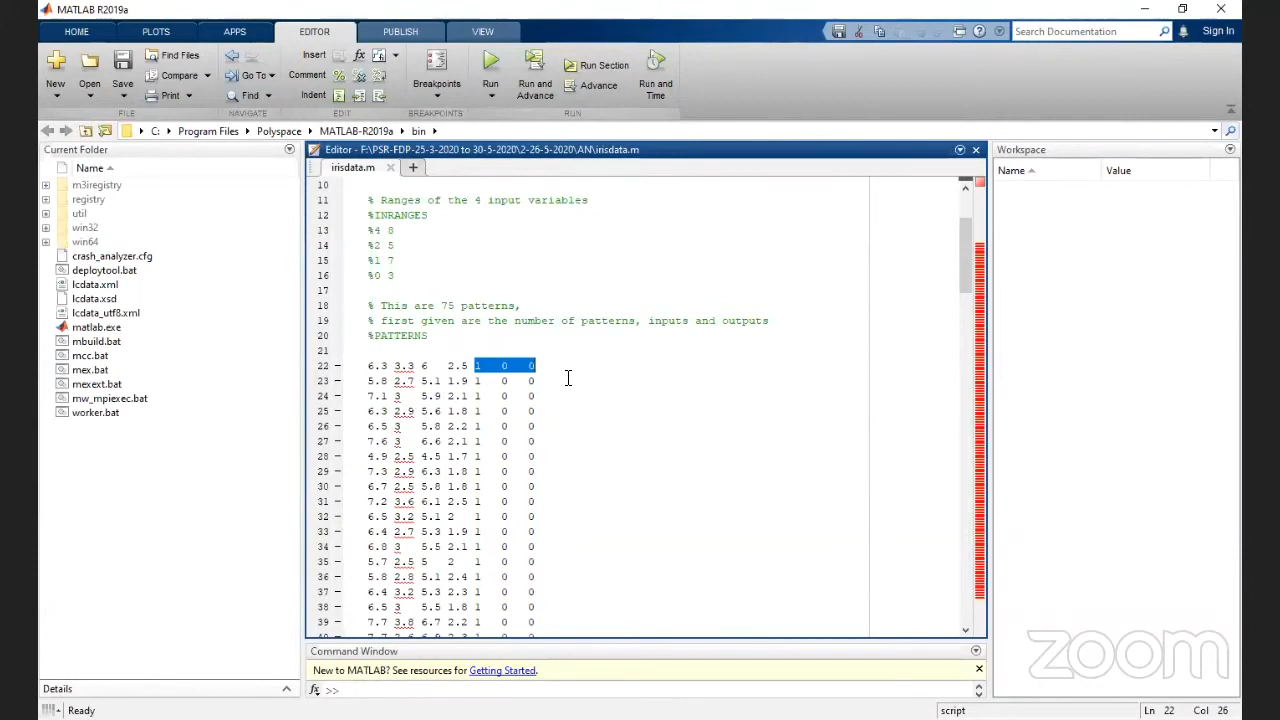 MATLAB R2019a
HOME PLOTS APPS EDITOR PUBLISH VIEW Search Documentation Sign In
New Open Save Find Files Compare Print Insert Comment Indent Go To Find Breakpoints Run Run and Advance Run Section Advance Run and Time
FILE NAVIGATE EDIT BREAKPOINTS RUN
C: Program Files Polyspace MATLAB-R2019a bin
Current Folder
Name
m3iregistry
registry
util
win32
win64
crash_analyzer.cfg
deploytool.bat
lcdata.xml
lcdata.xsd
lcdata_utf8.xml
matlab.exe
mbuild.bat
mcc.bat
mex.bat
mexext.bat
mw_mpiexec.bat
worker.bat
Details
Editor - F:\PSR-FDP-25-3-2020 to 30-5-2020\2-26-5-2020\AN\irisdata.m
irisdata.m
10
11 % Ranges of the 4 input variables
12 %INRANGES
13 %4 8
14 %2 5
15 %1 7
16 %0 3
17
18 % This are 75 patterns,
19 % first given are the number of patterns, inputs and outputs
20 %PATTERNS
21
22 – 6.3 3.3 6 2.5 1 0 0
23 – 5.8 2.7 5.1 1.9 1 0 0
24 – 7.1 3 5.9 2.1 1 0 0
25 – 6.3 2.9 5.6 1.8 1 0 0
26 – 6.5 3 5.8 2.2 1 0 0
27 – 7.6 3 6.6 2.1 1 0 0
28 – 4.9 2.5 4.5 1.7 1 0 0
29 – 7.3 2.9 6.3 1.8 1 0 0
30 – 6.7 2.5 5.8 1.8 1 0 0
31 – 7.2 3.6 6.1 2.5 1 0 0
32 – 6.5 3.2 5.1 2 1 0 0
33 – 6.4 2.7 5.3 1.9 1 0 0
34 – 6.8 3 5.5 2.1 1 0 0
35 – 5.7 2.5 5 2 1 0 0
36 – 5.8 2.8 5.1 2.4 1 0 0
37 – 6.4 3.2 5.3 2.3 1 0 0
38 – 6.5 3 5.5 1.8 1 0 0
39 – 7.7 3.8 6.7 2.2 1 0 0
Command Window
New to MATLAB? See resources for Getting Started.
fx >>
Workspace
Name Value
zoom
Ready script Ln 22 Col 26